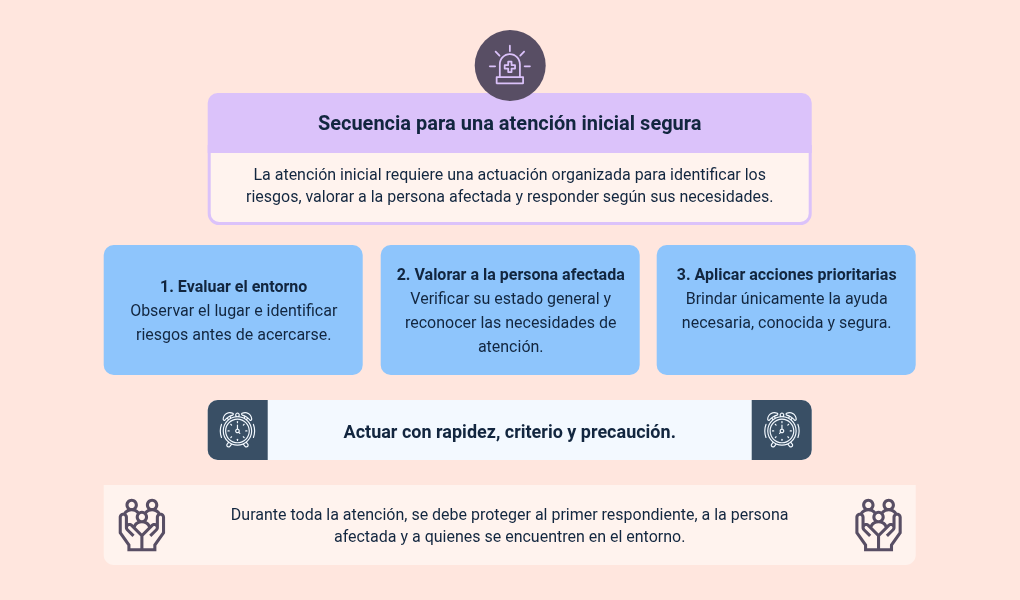 Secuencia para una atención inicial segura
La atención inicial requiere una actuación organizada para identificar los
riesgos, valorar a la persona afectada y responder según sus necesidades.
1. Evaluar el entorno
Observar el lugar e identificar
riesgos antes de acercarse.
2. Valorar a la persona afectada
Verificar su estado general y
reconocer las necesidades de
atención.
3. Aplicar acciones prioritarias
Brindar únicamente la ayuda
necesaria, conocida y segura.
Actuar con rapidez, criterio y precaución.
Durante toda la atención, se debe proteger al primer respondiente, a la persona
afectada y a quienes se encuentren en el entorno.